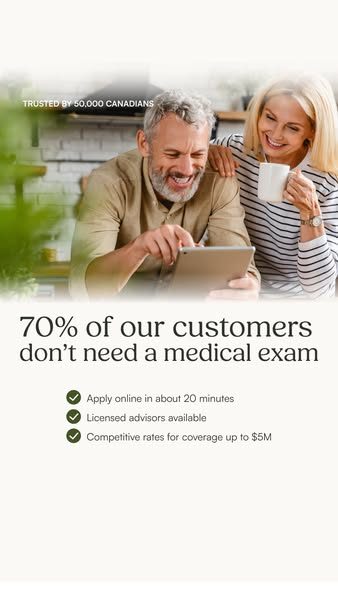 TRUSTED BY 50,000 CANADIANS
70% of our customers
don’t need a medical exam
Apply online in about 20 minutes
Licensed advisors available
Competitive rates for coverage up to $5M